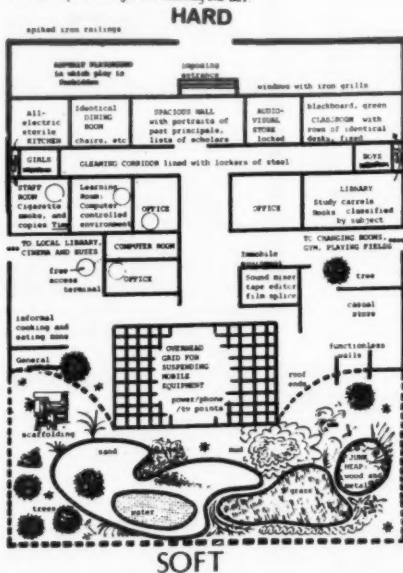 HARD
spiked iron railings
ASPHALT PLAYGROUND
in which play is
forbidden
imposing
entrance
windows with iron grills
All-
electric
sterile
KITCHEN
Identical
DINING
ROOM
chairs, etc
SPACIOUS HALL
with portraits of
past principals,
lists of scholars
AUDIO-
VISUAL
STORE
locked
blackboard, green
CLASSROOM with
rows of identical
desks, fixed
GIRLS
GLEAMING CORRIDOR lined with lockers of steel
BOYS
STAFF
ROOM
Cigarette
smoke, and
copies Time
Learning
Room:
Computer
controlled
environment
OFFICE
OFFICE
LIBRARY
Study carrels
Books classified
by subject
TO LOCAL LIBRARY,
CINEMA AND BUSES
COMPUTER ROOM
TO CHANGING ROOMS,
GYM, PLAYING FIELDS
free
access
terminal
OFFICE
Immobile
equipment
Sound mixer
tape editor
film splice
tree
casual
store
informal
cooking and
eating zone
General
OVERHEAD
GRID FOR
SUSPENDING
MOBILE
EQUIPMENT
power/phone
/tv points
functionless
walls
roof
ends
scaffolding
sand
mud
JUNK
HEAP
wood and
metal
grass
trees
water
SOFT